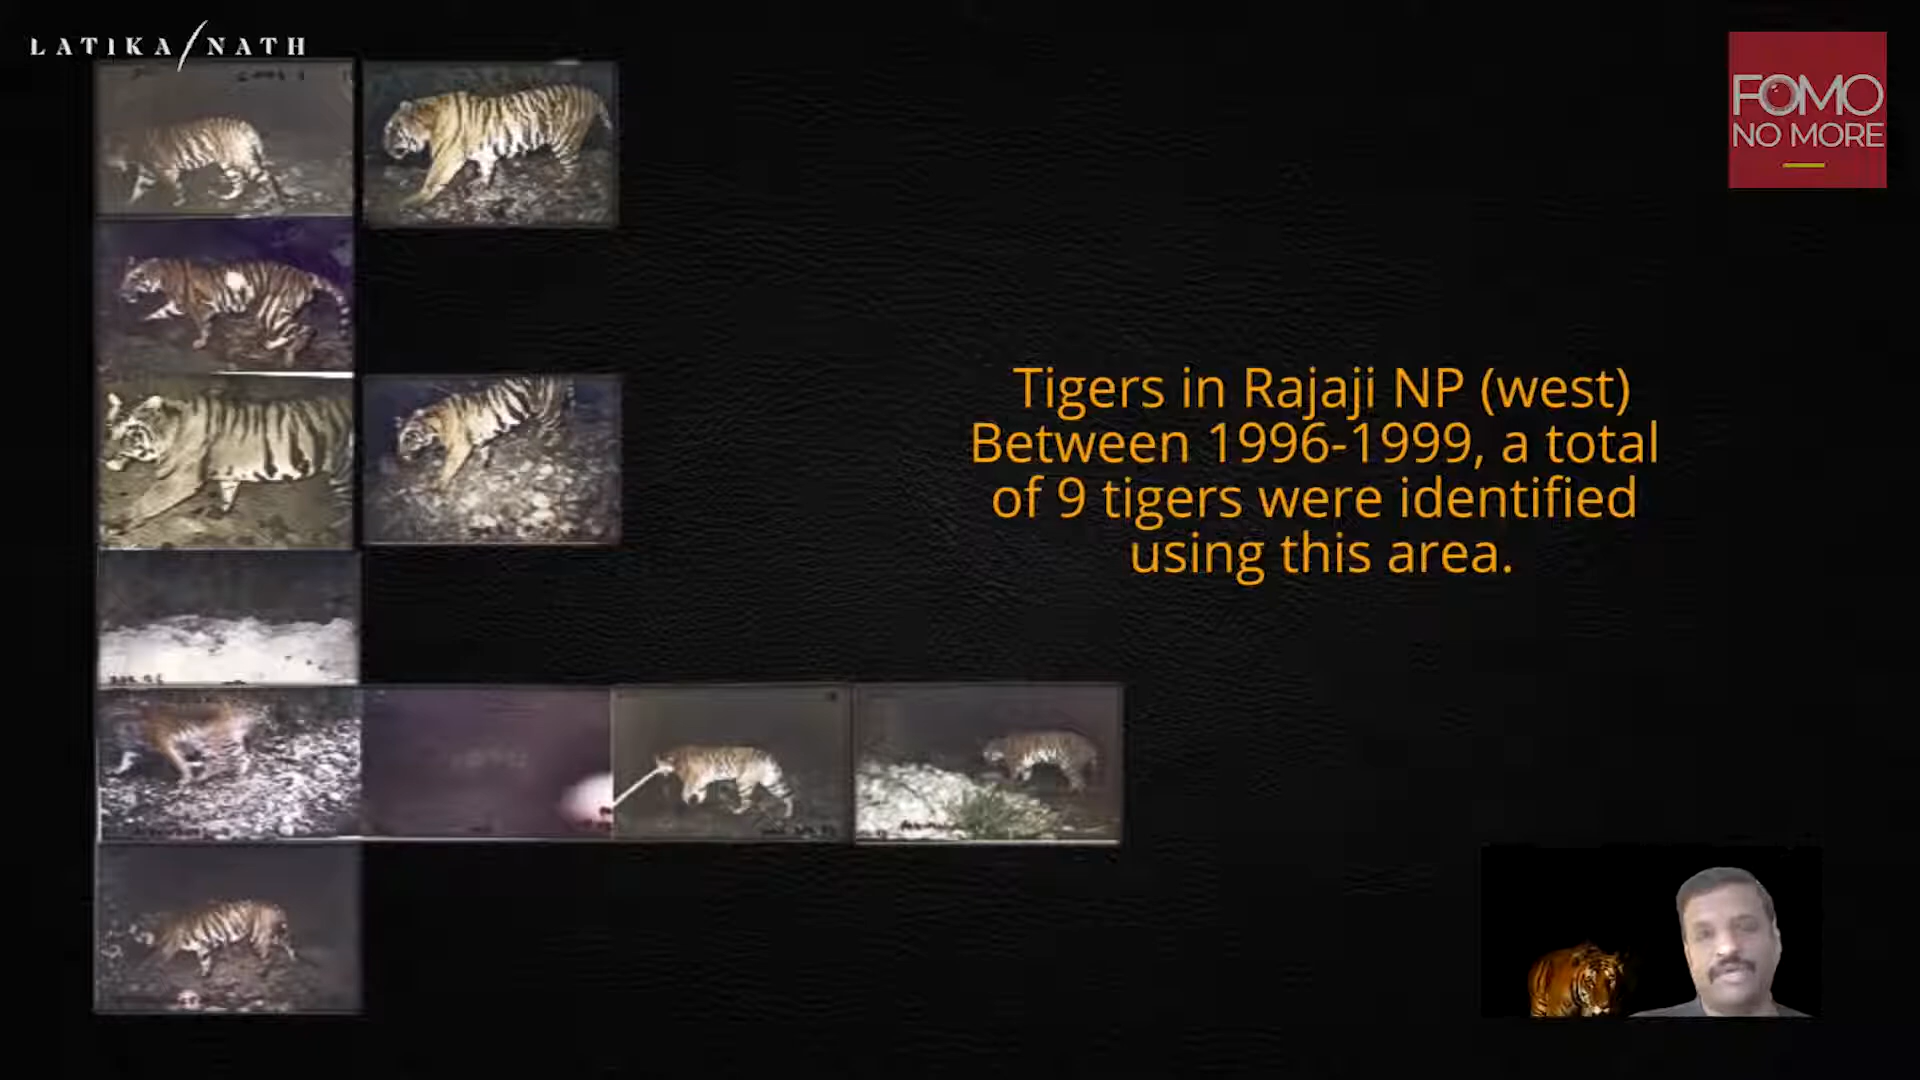 LATIKA/NATH
FOMO
NO MORE
Tigers in Rajaji NP (west)
Between 1996-1999, a total
of 9 tigers were identified
using this area.